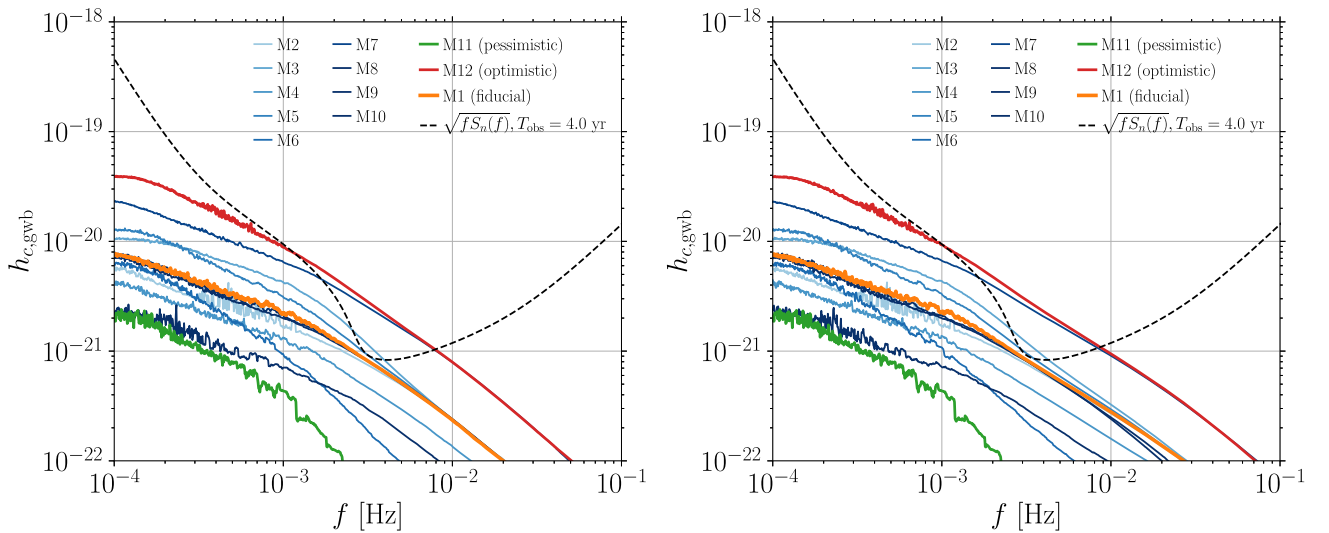 10⁻¹⁸
10⁻¹⁹
10⁻²⁰
10⁻²¹
10⁻²²
h_{c,gwb}
M2
M3
M4
M5
M6
M7
M8
M9
M10
M11 (pessimistic)
M12 (optimistic)
M1 (fiducial)
√fSₙ(f), T_obs = 4.0 yr
10⁻⁴
10⁻³
10⁻²
10⁻¹
f [Hz]
10⁻¹⁸
10⁻¹⁹
10⁻²⁰
10⁻²¹
10⁻²²
h_{c,gwb}
M2
M3
M4
M5
M6
M7
M8
M9
M10
M11 (pessimistic)
M12 (optimistic)
M1 (fiducial)
√fSₙ(f), T_obs = 4.0 yr
10⁻⁴
10⁻³
10⁻²
10⁻¹
f [Hz]